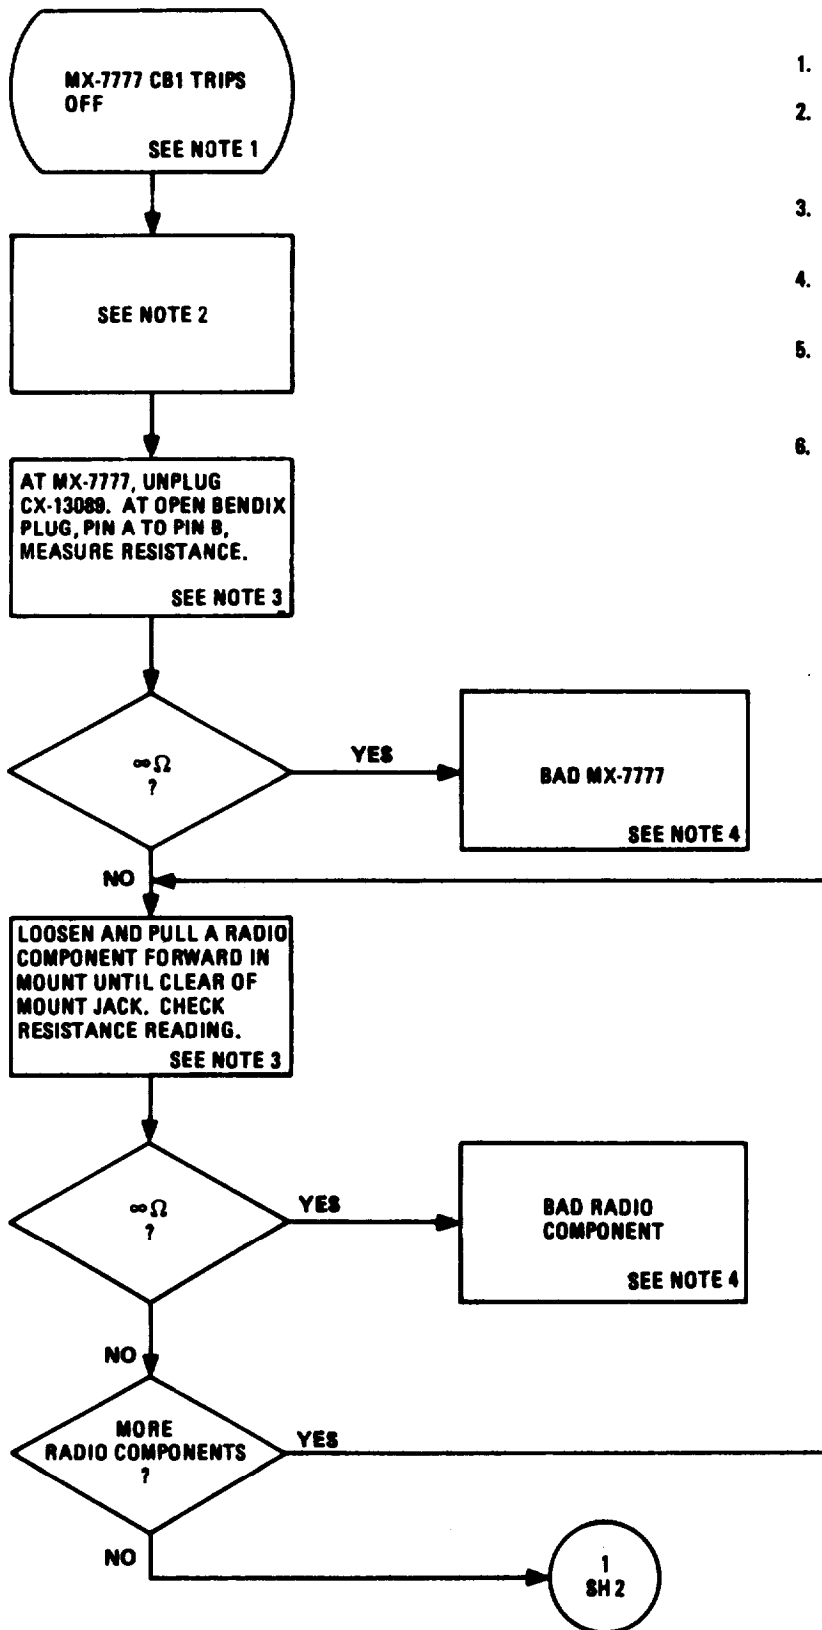 MX-7777 CB1 TRIPS
OFF
SEE NOTE 1
SEE NOTE 2
AT MX-7777, UNPLUG
CX-13089. AT OPEN BENDIX
PLUG, PIN A TO PIN B,
MEASURE RESISTANCE.
SEE NOTE 3
∞Ω
?
YES
BAD MX-7777
SEE NOTE 4
NO
LOOSEN AND PULL A RADIO
COMPONENT FORWARD IN
MOUNT UNTIL CLEAR OF
MOUNT JACK. CHECK
RESISTANCE READING.
SEE NOTE 3
∞Ω
?
YES
BAD RADIO
COMPONENT
SEE NOTE 4
NO
MORE
RADIO COMPONENTS
?
YES
NO
1
SH 2
1.
2.
3.
4.
5.
6.